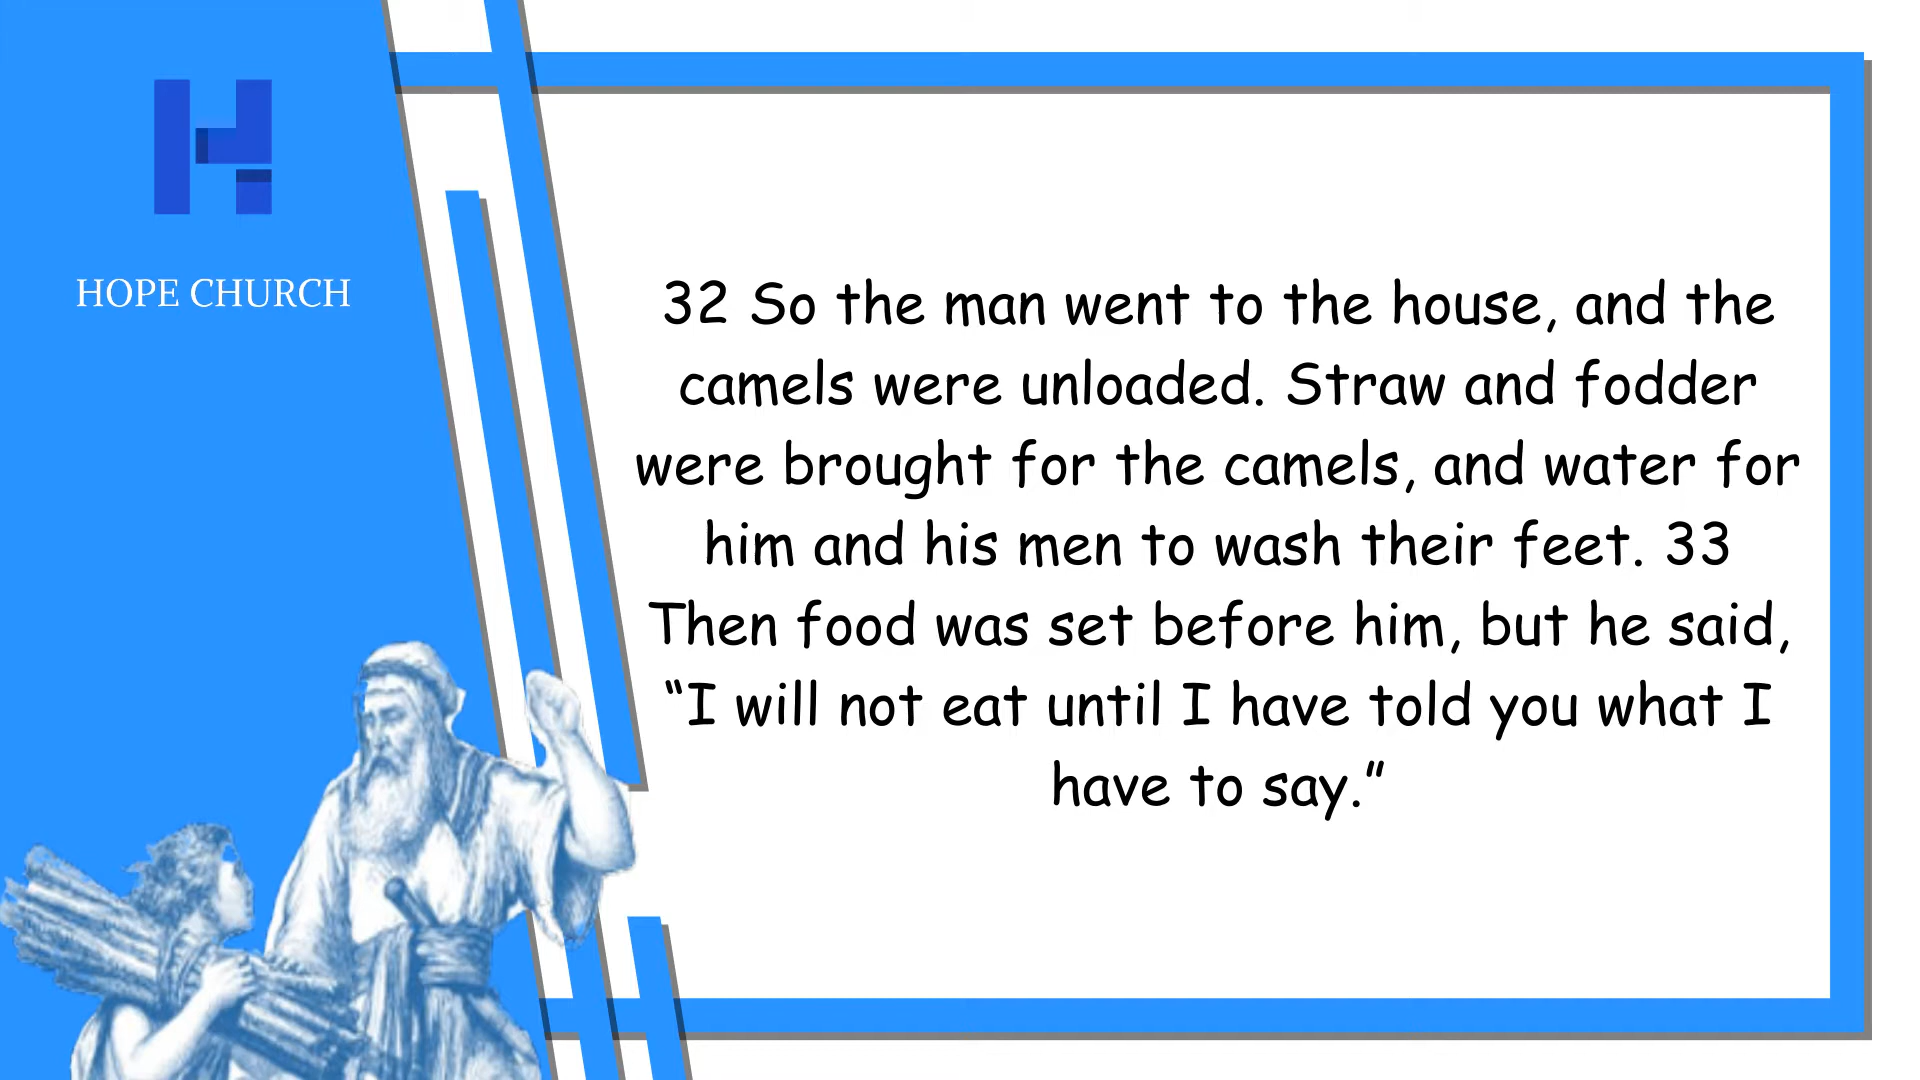 HOPE CHURCH
32 So the man went to the house, and the
camels were unloaded. Straw and fodder
were brought for the camels, and water for
him and his men to wash their feet. 33
Then food was set before him, but he said,
“I will not eat until I have told you what I
have to say.”